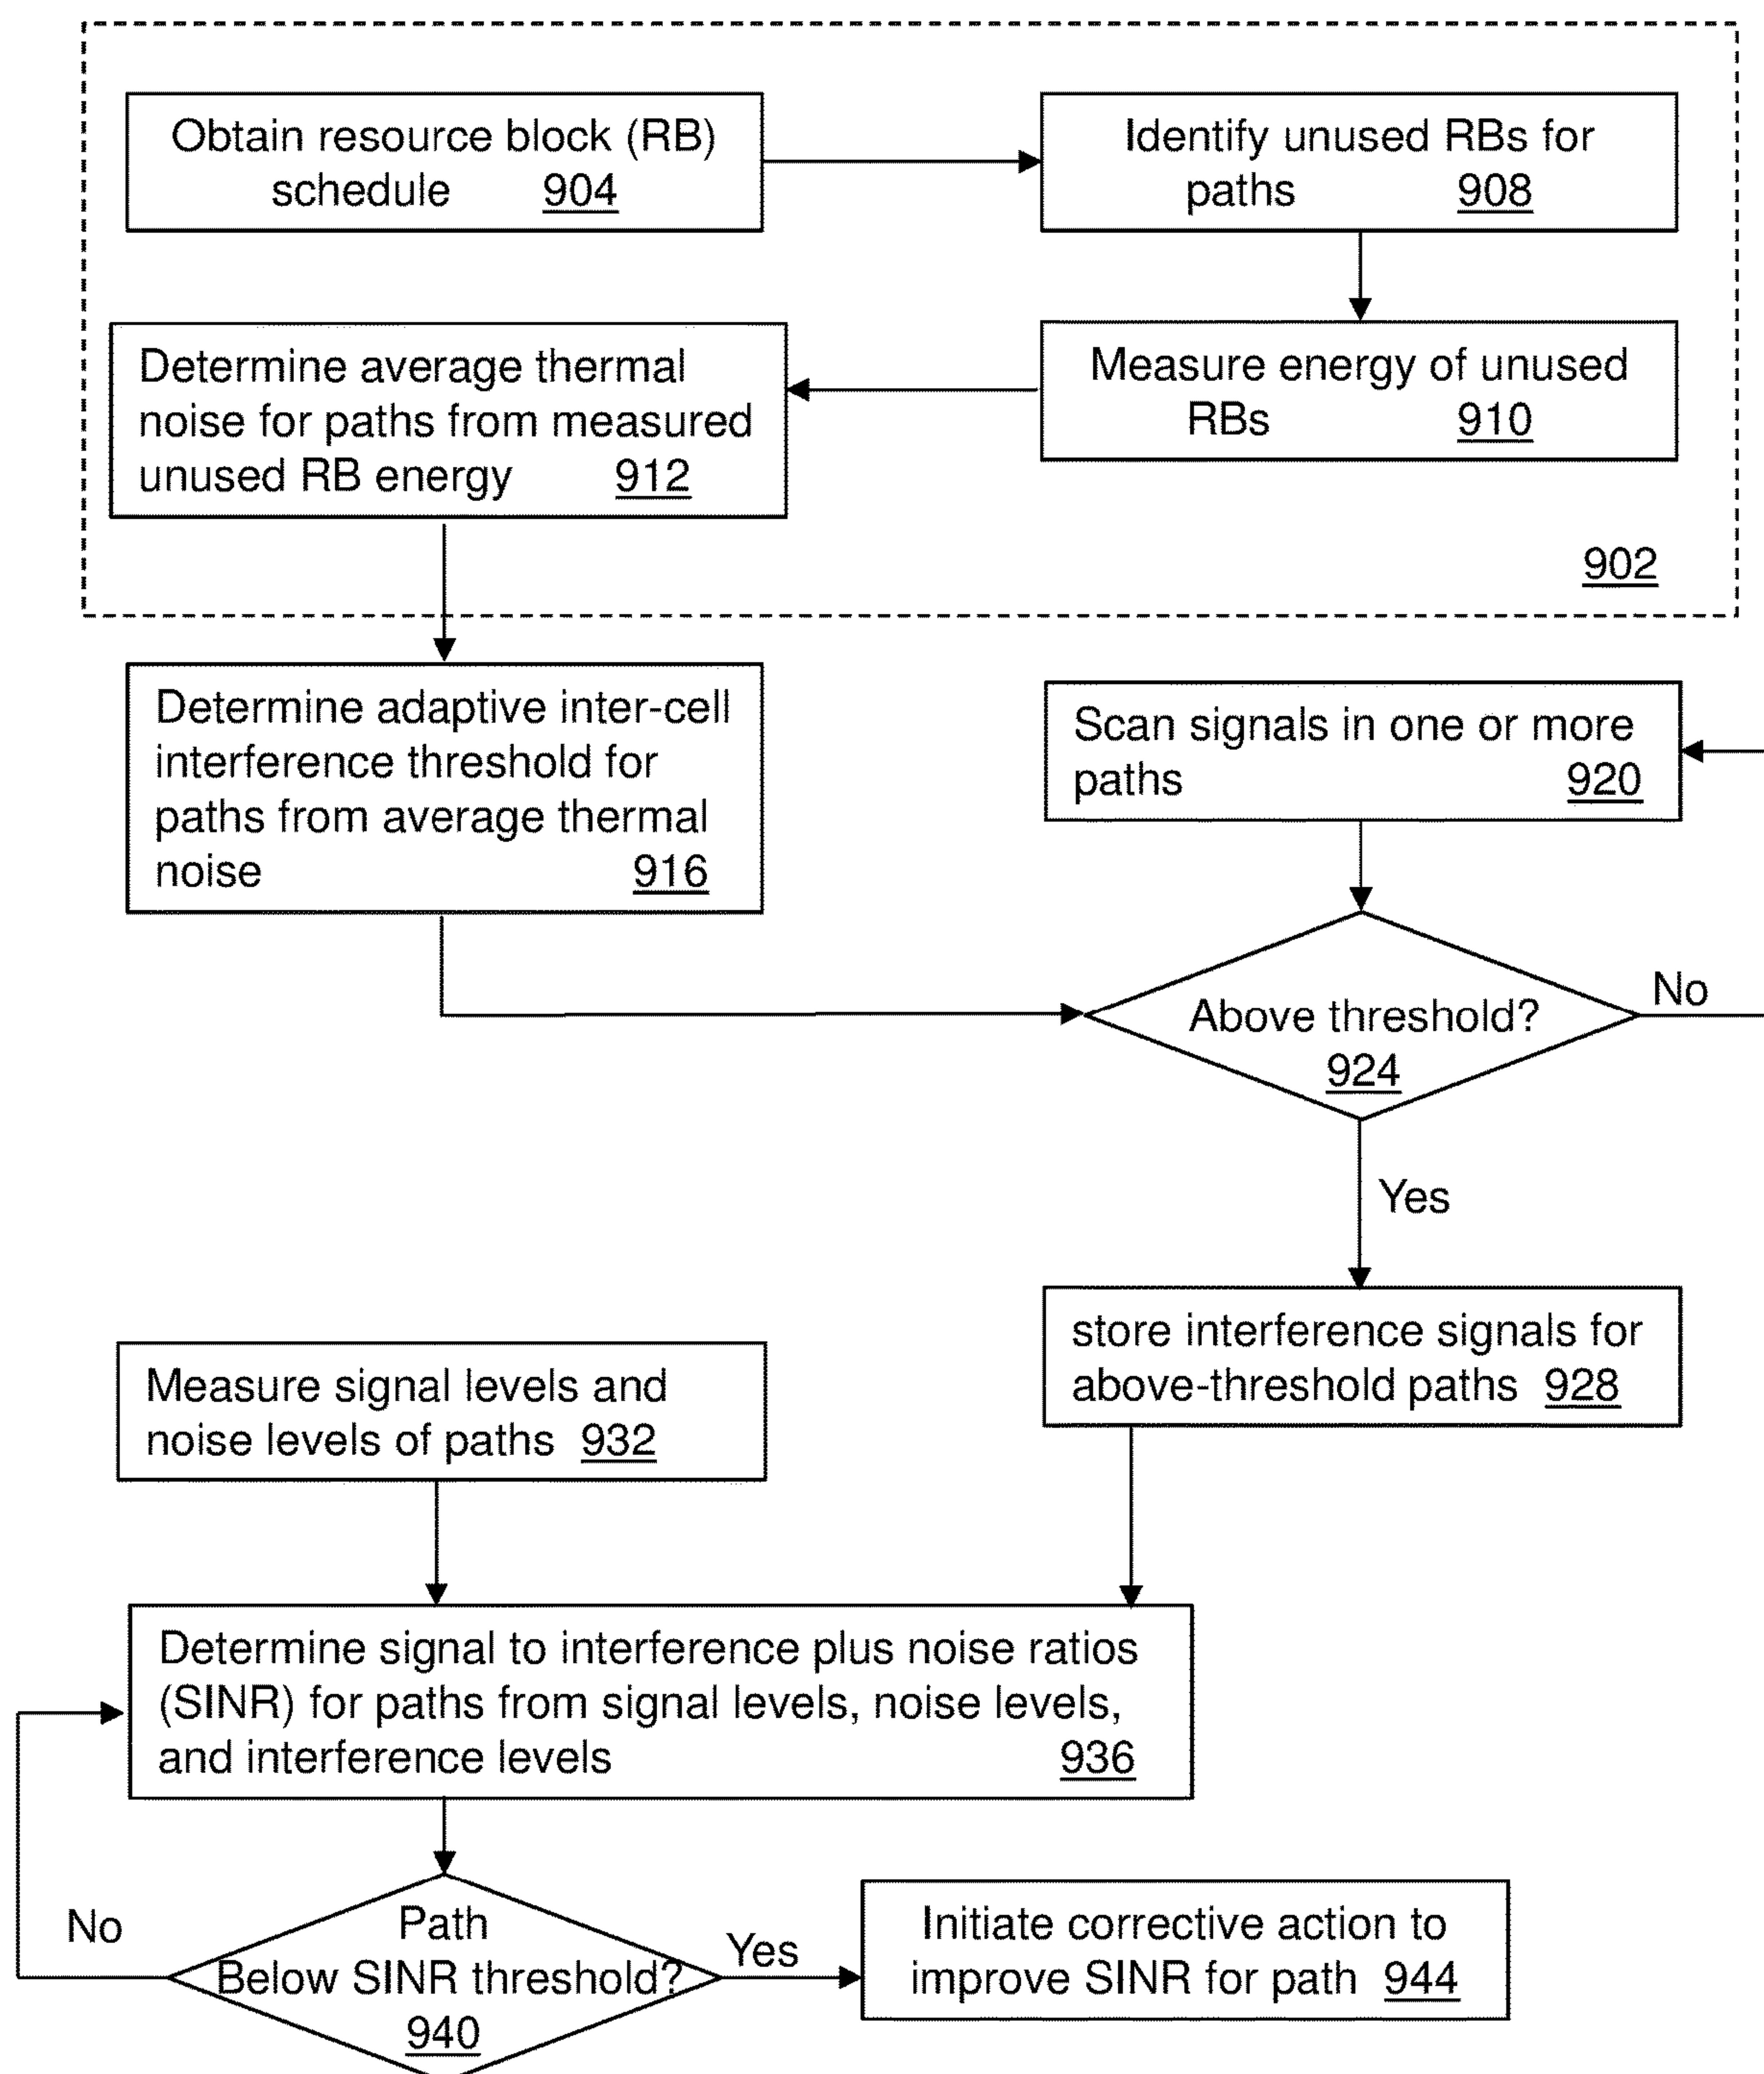 Obtain resource block (RB)
schedule 904
Identify unused RBs for
paths 908
Determine average thermal
noise for paths from measured
unused RB energy 912
Measure energy of unused
RBs 910
902
Determine adaptive inter-cell
interference threshold for
paths from average thermal
noise 916
Scan signals in one or more
paths 920
Above threshold?
924
No
Yes
store interference signals for
above-threshold paths 928
Measure signal levels and
noise levels of paths 932
Determine signal to interference plus noise ratios
(SINR) for paths from signal levels, noise levels,
and interference levels 936
No
Path
Below SINR threshold?
940
Yes
Initiate corrective action to
improve SINR for path 944